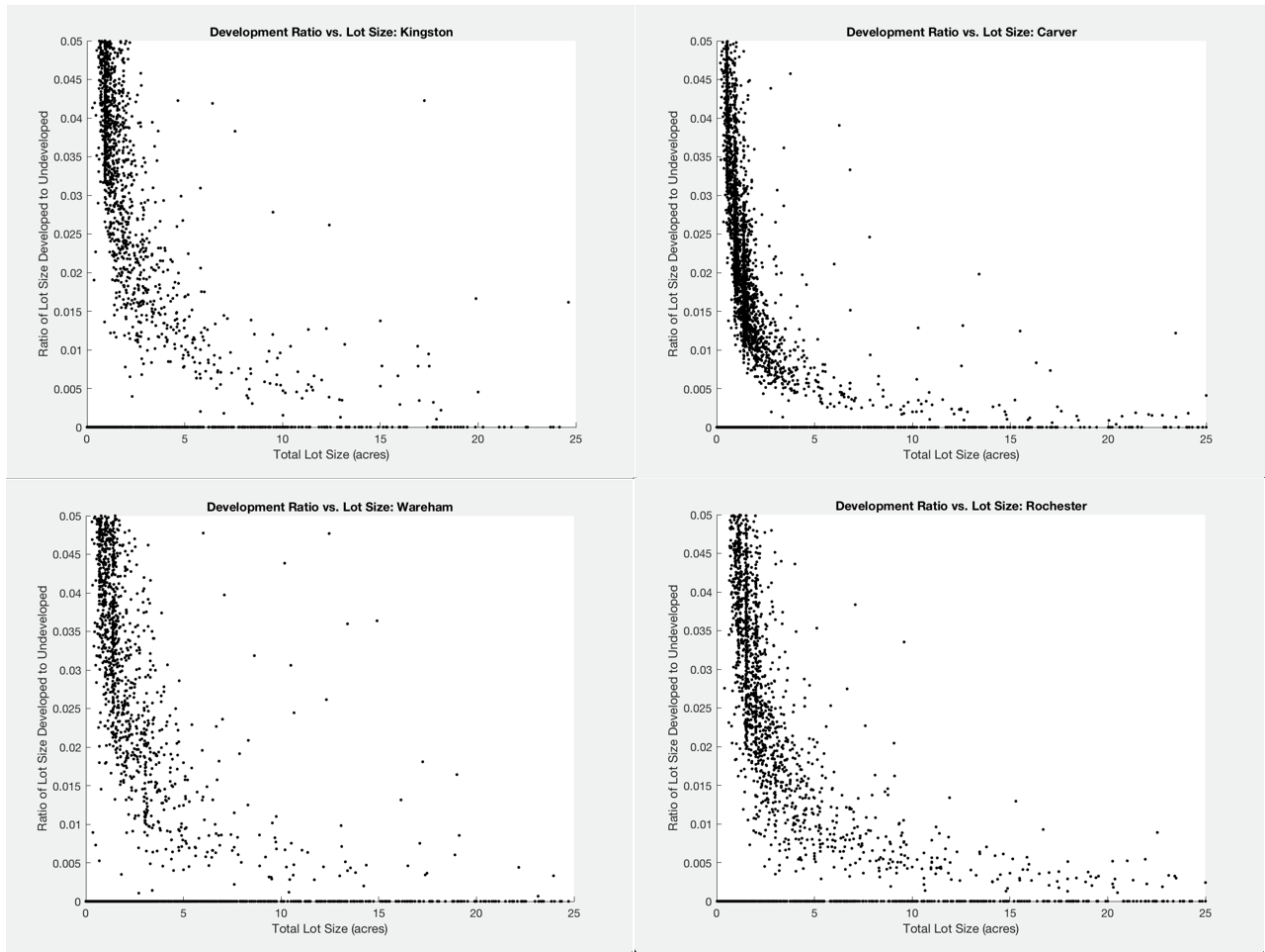 Development Ratio vs. Lot Size: Kingston
0.05
0.045
0.04
0.035
0.03
0.025
0.02
0.015
0.01
0.005
0
Ratio of Lot Size Developed to Undeveloped
0 5 10 15 20 25
Total Lot Size (acres)
Development Ratio vs. Lot Size: Carver
0.05
0.045
0.04
0.035
0.03
0.025
0.02
0.015
0.01
0.005
0
Ratio of Lot Size Developed to Undeveloped
0 5 10 15 20 25
Total Lot Size (acres)
Development Ratio vs. Lot Size: Wareham
0.05
0.045
0.04
0.035
0.03
0.025
0.02
0.015
0.01
0.005
0
Ratio of Lot Size Developed to Undeveloped
0 5 10 15 20 25
Total Lot Size (acres)
Development Ratio vs. Lot Size: Rochester
0.05
0.045
0.04
0.035
0.03
0.025
0.02
0.015
0.01
0.005
0
Ratio of Lot Size Developed to Undeveloped
0 5 10 15 20 25
Total Lot Size (acres)